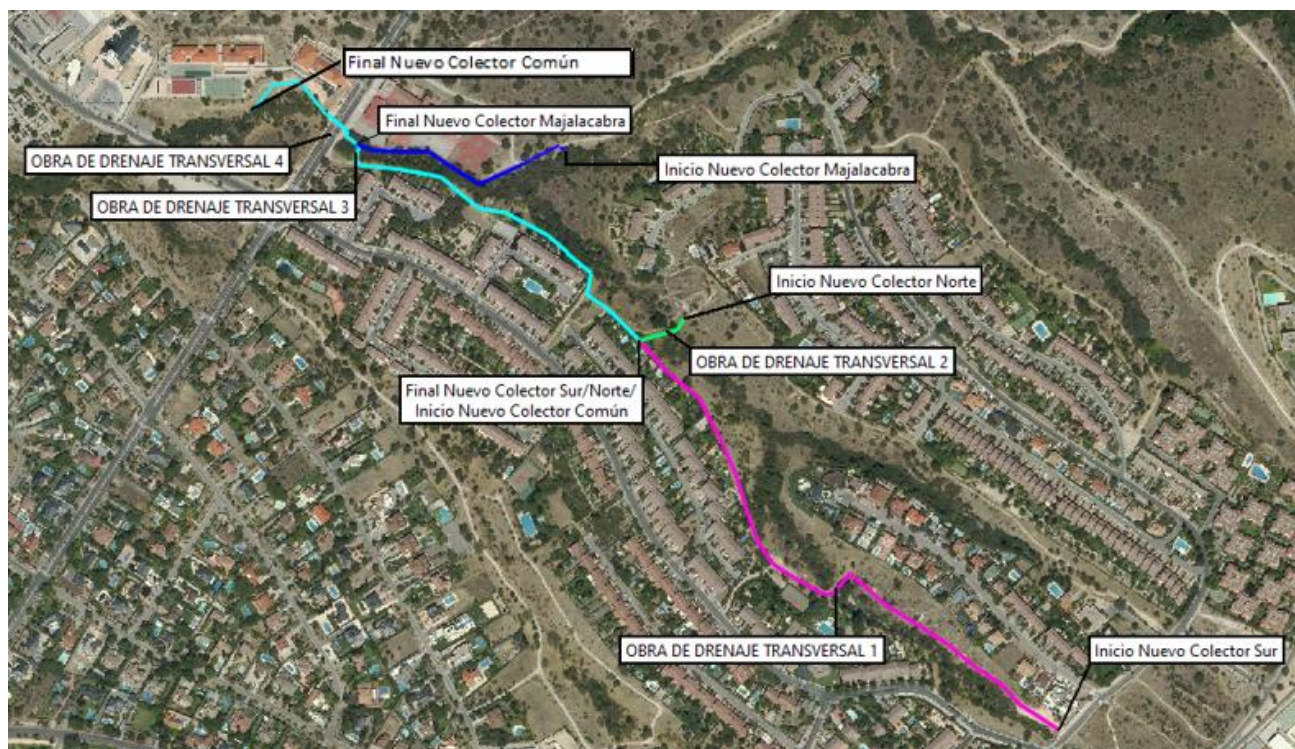 Final Nuevo Colector Común
Final Nuevo Colector Majalacabra
OBRA DE DRENAJE TRANSVERSAL 4
Inicio Nuevo Colector Majalacabra
OBRA DE DRENAJE TRANSVERSAL 3
Inicio Nuevo Colector Norte
OBRA DE DRENAJE TRANSVERSAL 2
Final Nuevo Colector Sur/Norte/
Inicio Nuevo Colector Común
OBRA DE DRENAJE TRANSVERSAL 1
Inicio Nuevo Colector Sur